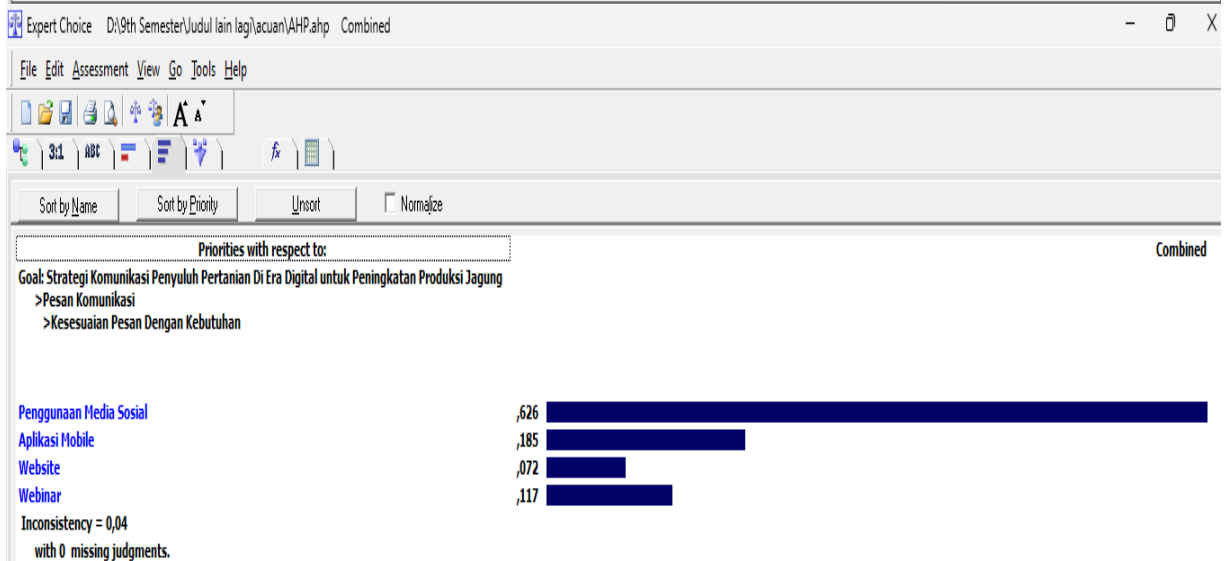 Expert Choice D:\9th Semester\Judul lain lagi\acuan\AHP.ahp Combined
File Edit Assessment View Go Tools Help
A A
3:1 ABC fx
Sort by Name Sort by Priority Unsort Normalize
Priorities with respect to: Combined
Goal: Strategi Komunikasi Penyuluh Pertanian Di Era Digital untuk Peningkatan Produksi Jagung
>Pesan Komunikasi
>Kesesuaian Pesan Dengan Kebutuhan
Penggunaan Media Sosial ,626
Aplikasi Mobile ,185
Website ,072
Webinar ,117
Inconsistency = 0,04
with 0 missing judgments.